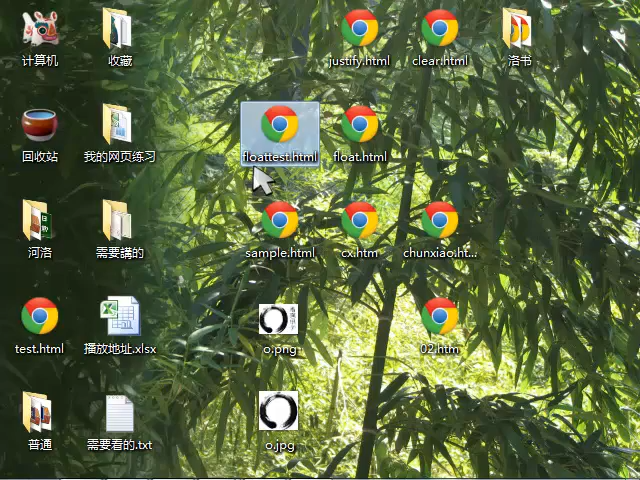 计算机
收藏
justify.html
clear.html
洛书
回收站
我的网页练习
floattest.html
float.html
河洛
需要講的
sample.html
cx.htm
chunxiao.ht...
test.html
播放地址.xlsx
o.png
02.htm
普通
需要看的.txt
o.jpg